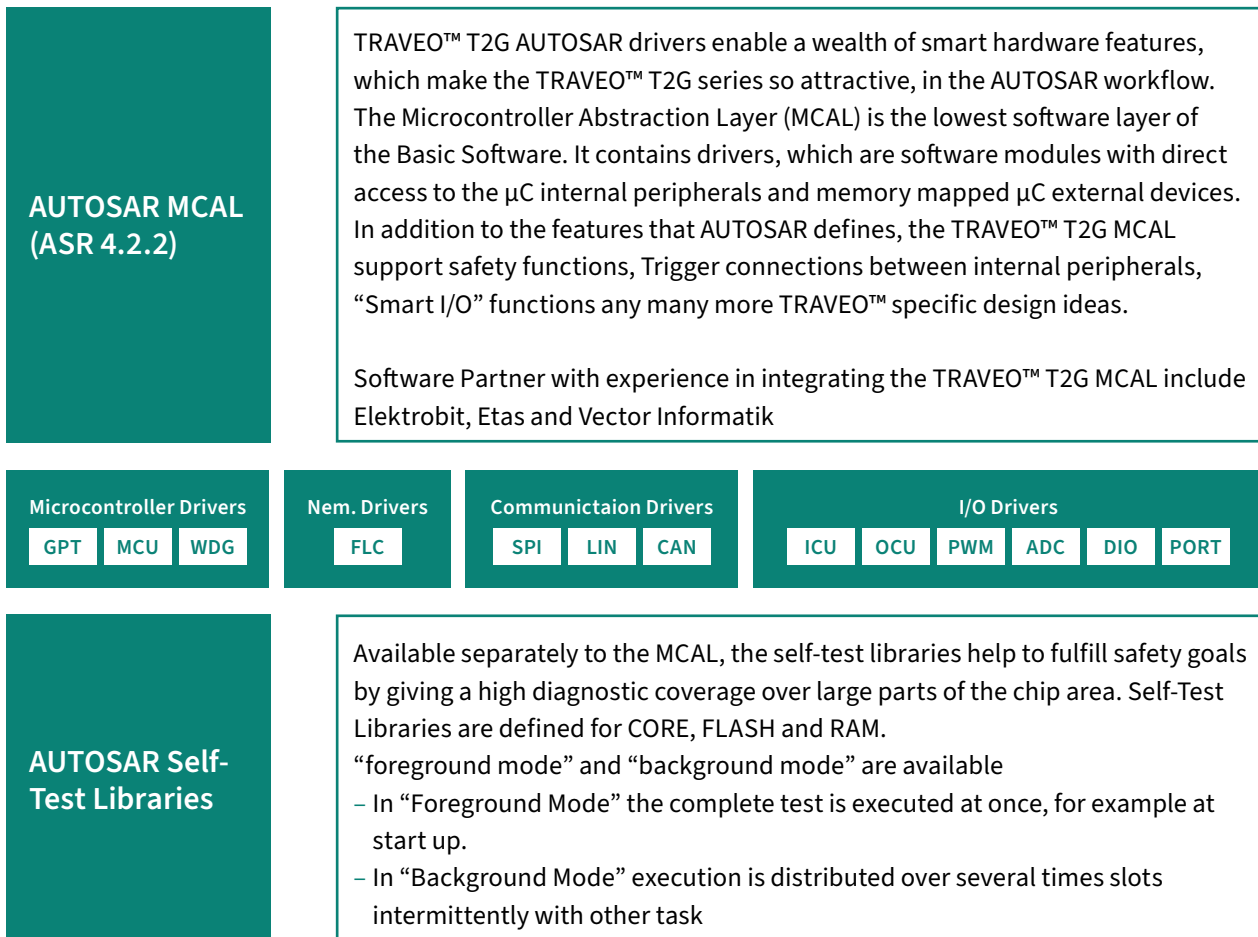 AUTOSAR MCAL
(ASR 4.2.2)
TRAVEO™ T2G AUTOSAR drivers enable a wealth of smart hardware features,
which make the TRAVEO™ T2G series so attractive, in the AUTOSAR workflow.
The Microcontroller Abstraction Layer (MCAL) is the lowest software layer of
the Basic Software. It contains drivers, which are software modules with direct
access to the µC internal peripherals and memory mapped µC external devices.
In addition to the features that AUTOSAR defines, the TRAVEO™ T2G MCAL
support safety functions, Trigger connections between internal peripherals,
“Smart I/O” functions any many more TRAVEO™ specific design ideas.
Software Partner with experience in integrating the TRAVEO™ T2G MCAL include
Elektrobit, Etas and Vector Informatik
Microcontroller Drivers
GPT MCU WDG
Nem. Drivers
FLC
Communictaion Drivers
SPI LIN CAN
I/O Drivers
ICU OCU PWM ADC DIO PORT
AUTOSAR Self-
Test Libraries
Available separately to the MCAL, the self-test libraries help to fulfill safety goals
by giving a high diagnostic coverage over large parts of the chip area. Self-Test
Libraries are defined for CORE, FLASH and RAM.
“foreground mode” and “background mode” are available
– In “Foreground Mode” the complete test is executed at once, for example at
start up.
– In “Background Mode” execution is distributed over several times slots
intermittently with other task